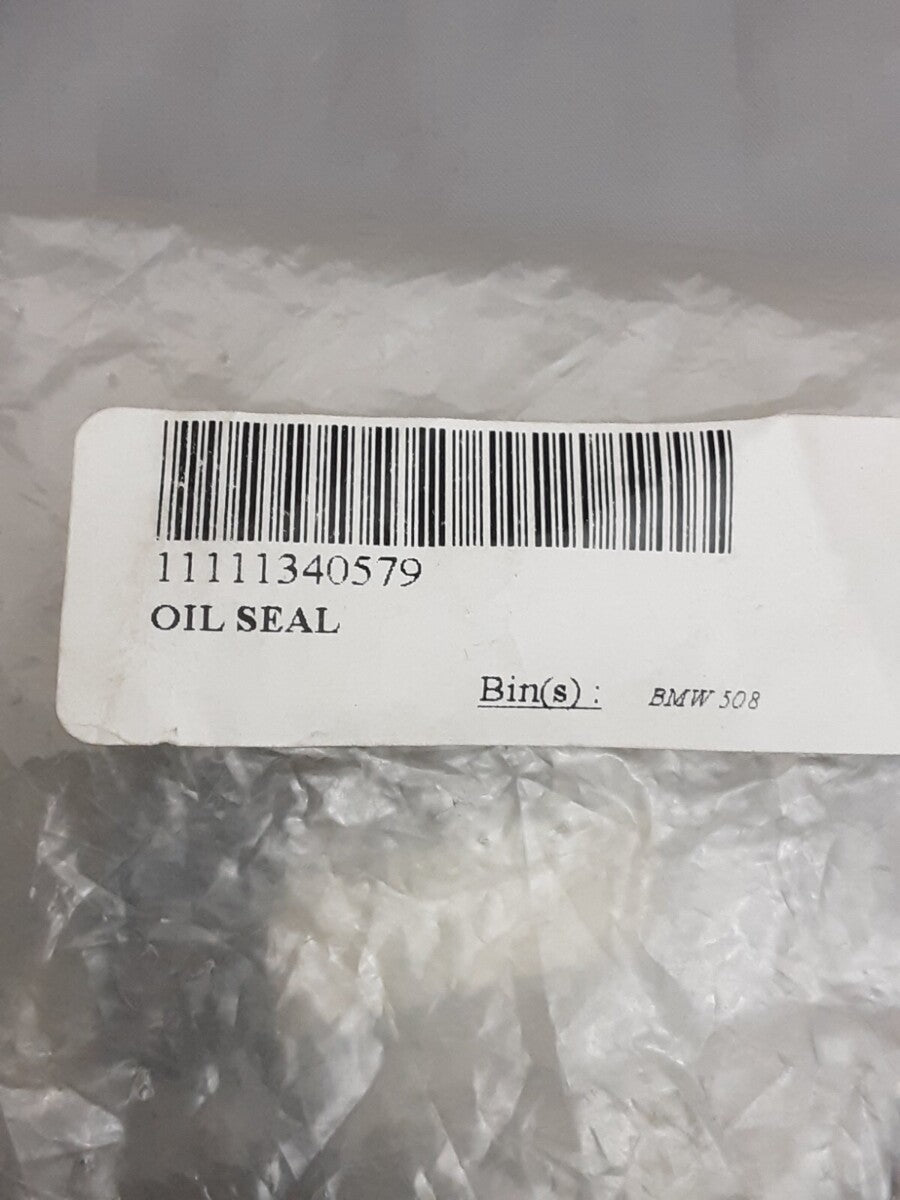 11111340579
OIL SEAL
Bin(s) : BMW 508